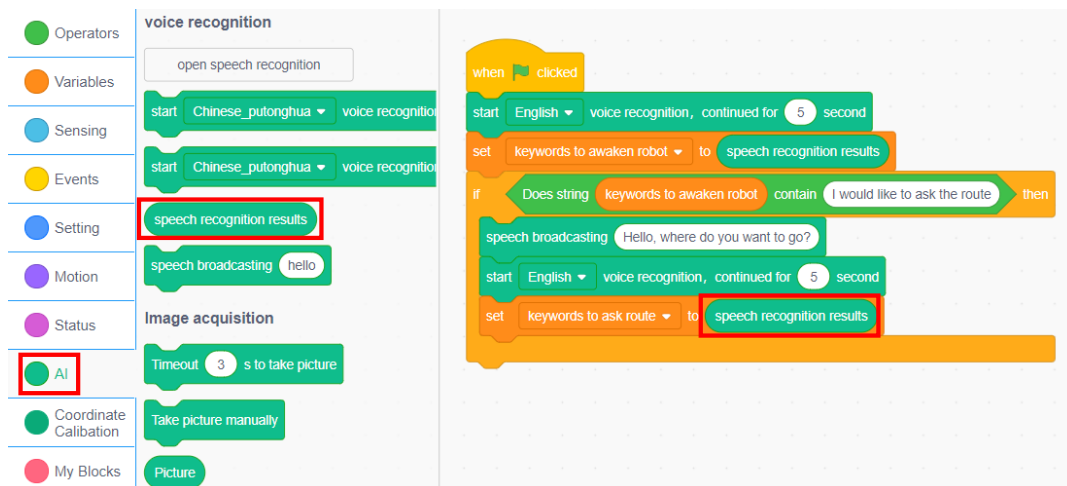 Operators
Variables
Sensing
Events
Setting
Motion
Status
AI
Coordinate
Calibation
My Blocks
voice recognition
open speech recognition
start Chinese_putonghua voice recognition
start Chinese_putonghua voice recognition
speech recognition results
speech broadcasting hello
Image acquisition
Timeout 3 s to take picture
Take picture manually
Picture
when clicked
start English voice recognition, continued for 5 second
set keywords to awaken robot to speech recognition results
if Does string keywords to awaken robot contain I would like to ask the route then
speech broadcasting Hello, where do you want to go?
start English voice recognition, continued for 5 second
set keywords to ask route to speech recognition results